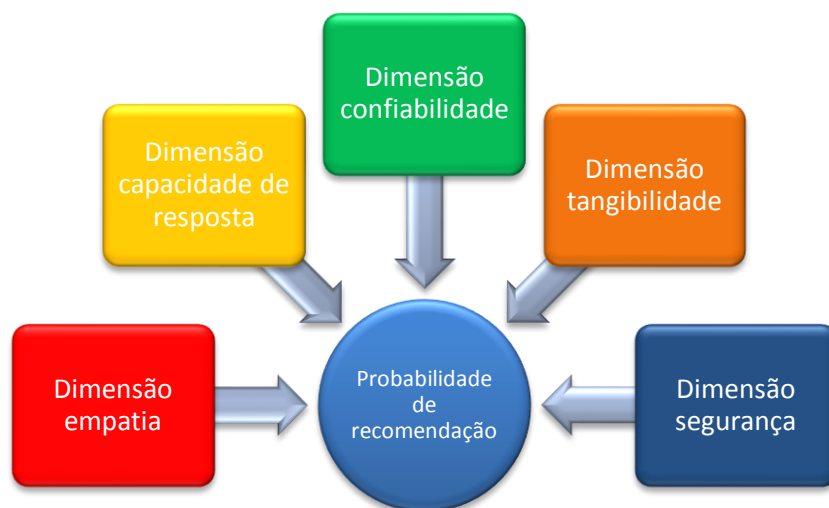 Dimensão
confiabilidade
Dimensão
capacidade de
resposta
Dimensão
tangibilidade
Dimensão
empatia
Probabilidade
de
recomendação
Dimensão
segurança